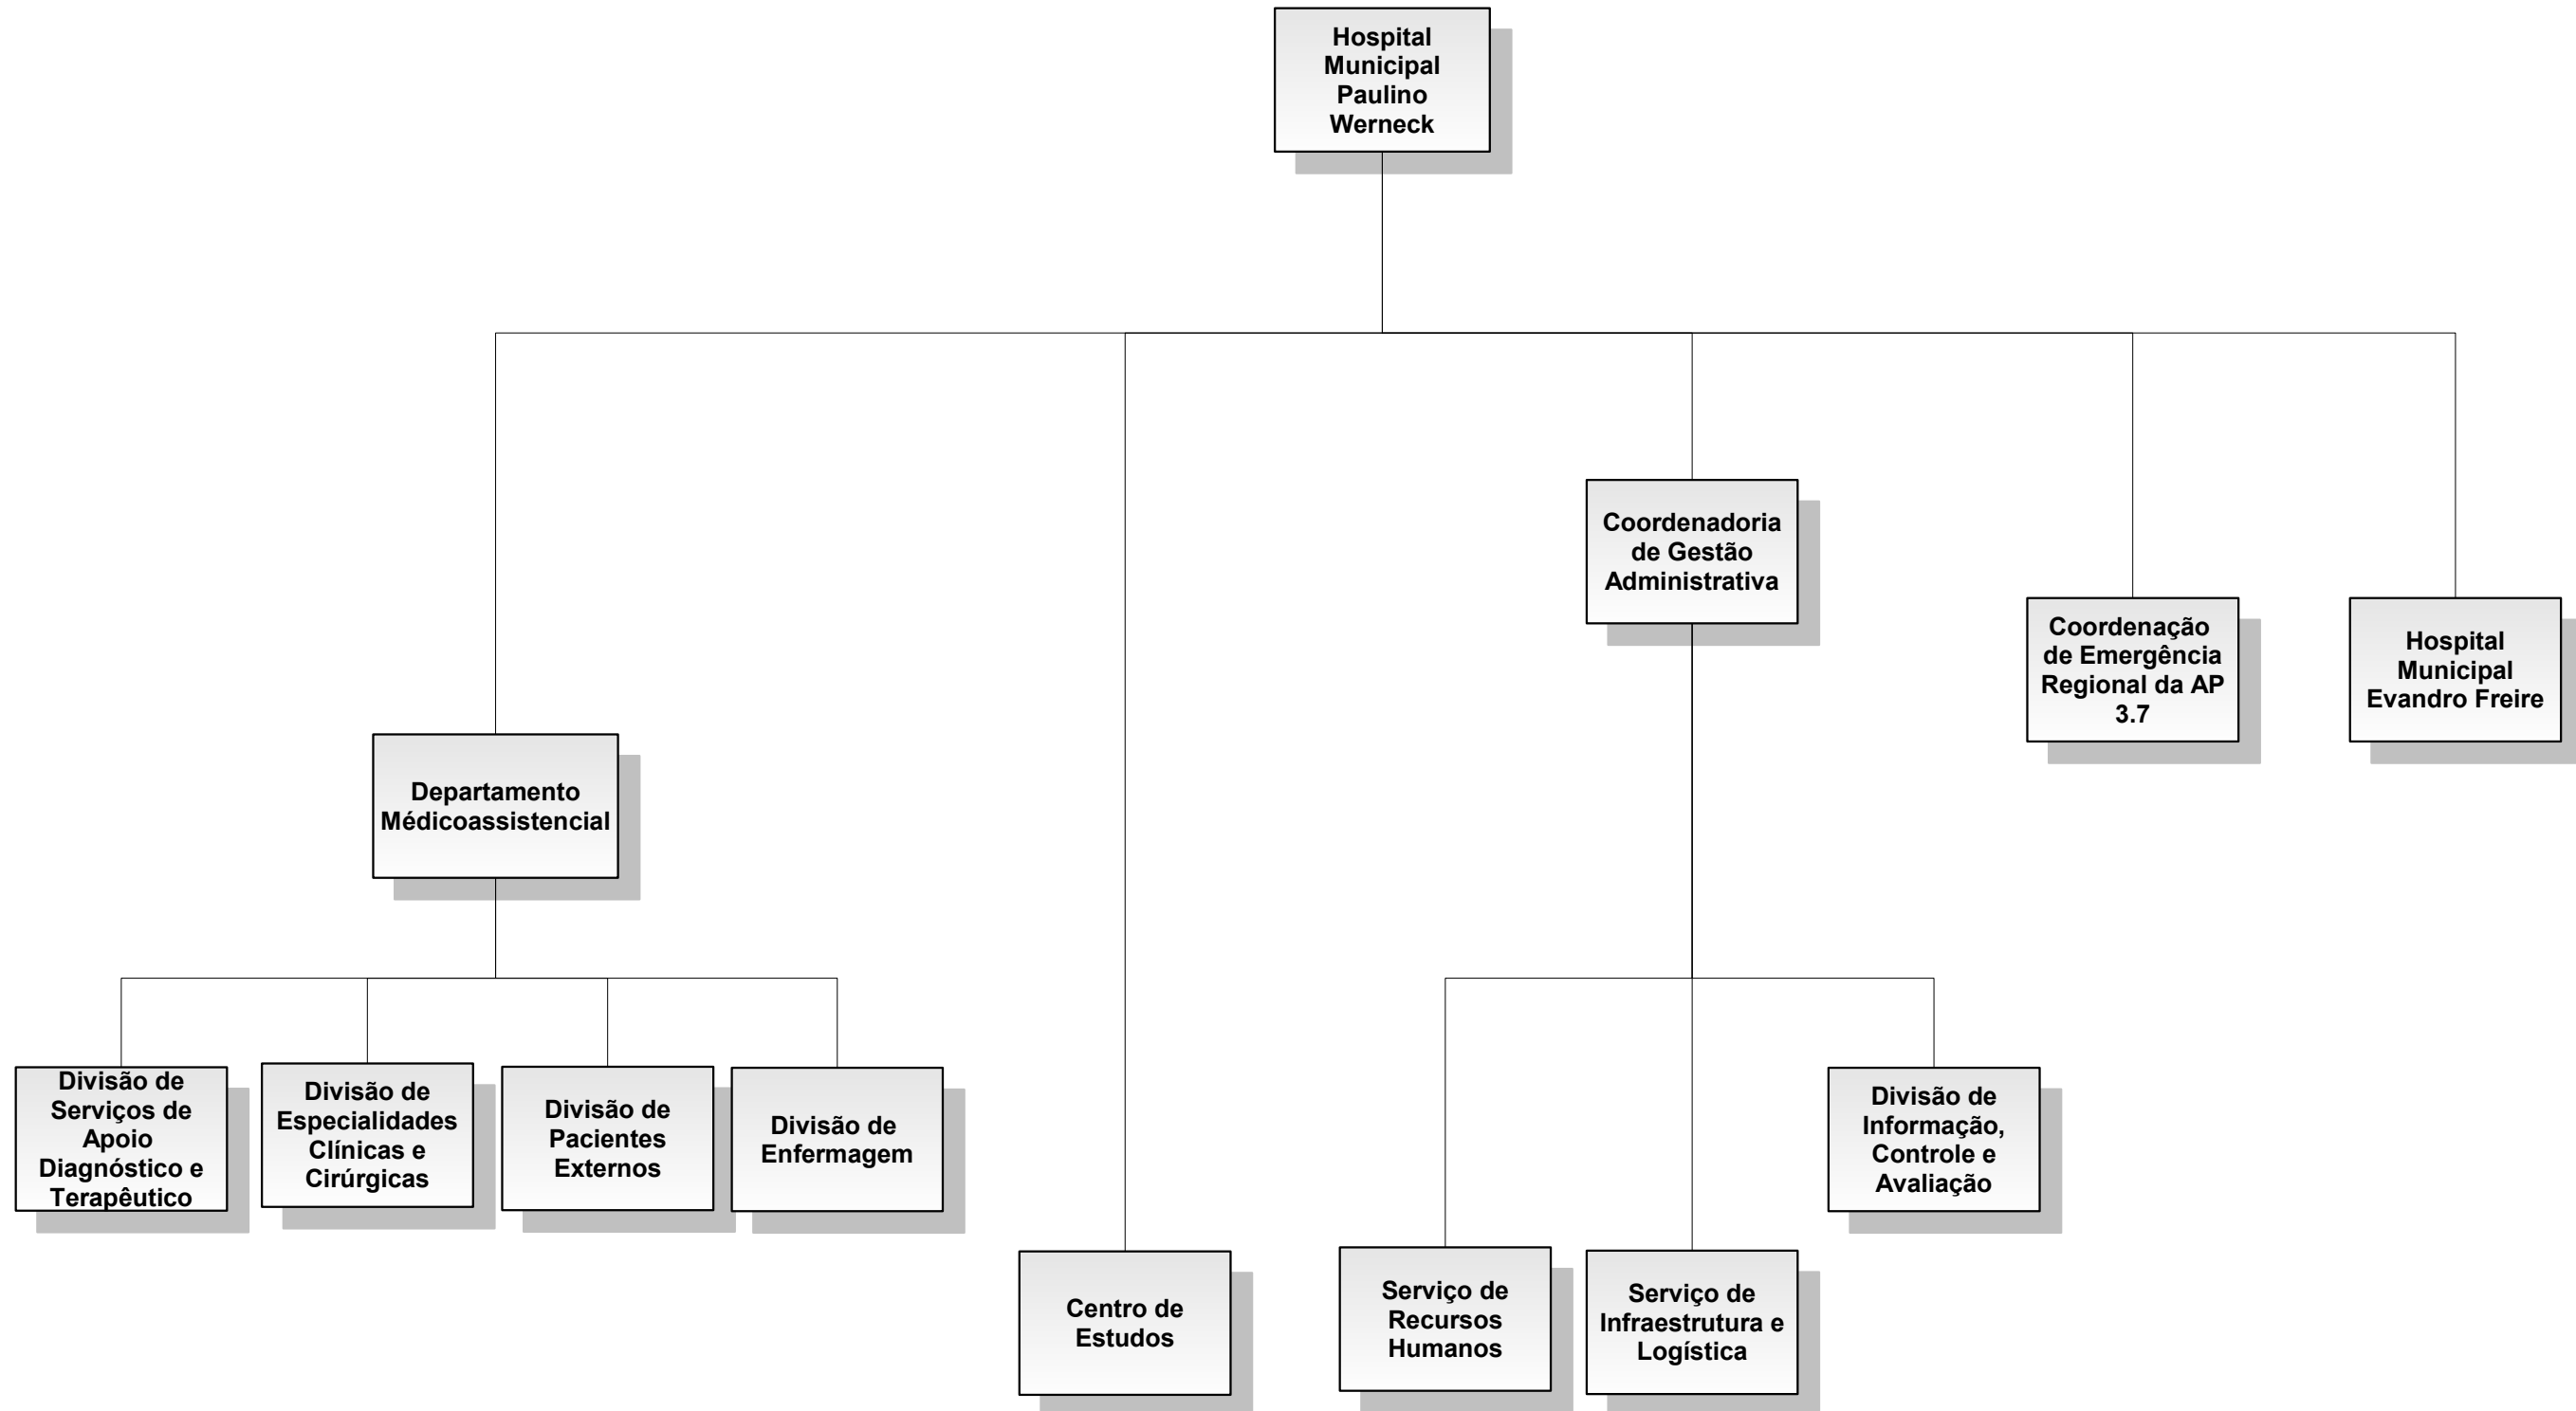 Hospital
Municipal
Paulino
Werneck
Coordenadoria
de Gestão
Administrativa
Coordenação
de Emergência
Regional da AP
3.7
Hospital
Municipal
Evandro Freire
Departamento
Médicoassistencial
Divisão de
Serviços de
Apoio
Diagnóstico e
Terapêutico
Divisão de
Especialidades
Clínicas e
Cirúrgicas
Divisão de
Pacientes
Externos
Divisão de
Enfermagem
Divisão de
Informação,
Controle e
Avaliação
Centro de
Estudos
Serviço de
Recursos
Humanos
Serviço de
Infraestrutura e
Logística